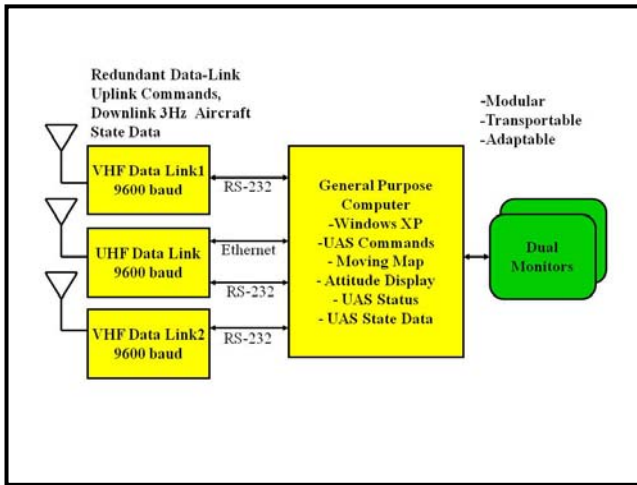 Redundant Data-Link
Uplink Commands,
Downlink 3Hz Aircraft
State Data
-Modular
-Transportable
-Adaptable
VHF Data Link1
9600 baud
RS-232
UHF Data Link
9600 baud
Ethernet
RS-232
VHF Data Link2
9600 baud
RS-232
General Purpose
Computer
-Windows XP
-UAS Commands
- Moving Map
- Attitude Display
- UAS Status
- UAS State Data
Dual
Monitors